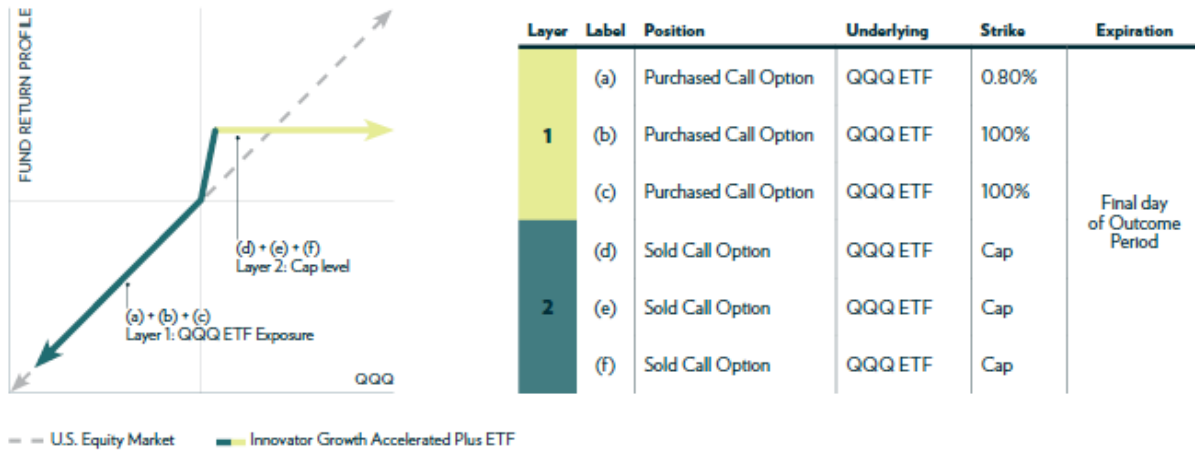 FUND RETURN PROFILE
(d) + (e) + (f)
Layer 2: Cap level
(a) + (b) + (c)
Layer 1: QQQ ETF Exposure
QQQ
U.S. Equity Market
Innovator Growth Accelerated Plus ETF
Layer Label Position Underlying Strike Expiration
1
(a) Purchased Call Option QQQ ETF 0.80%
(b) Purchased Call Option QQQ ETF 100%
(c) Purchased Call Option QQQ ETF 100%
2
(d) Sold Call Option QQQ ETF Cap
(e) Sold Call Option QQQ ETF Cap
(f) Sold Call Option QQQ ETF Cap
Final day
of Outcome
Period